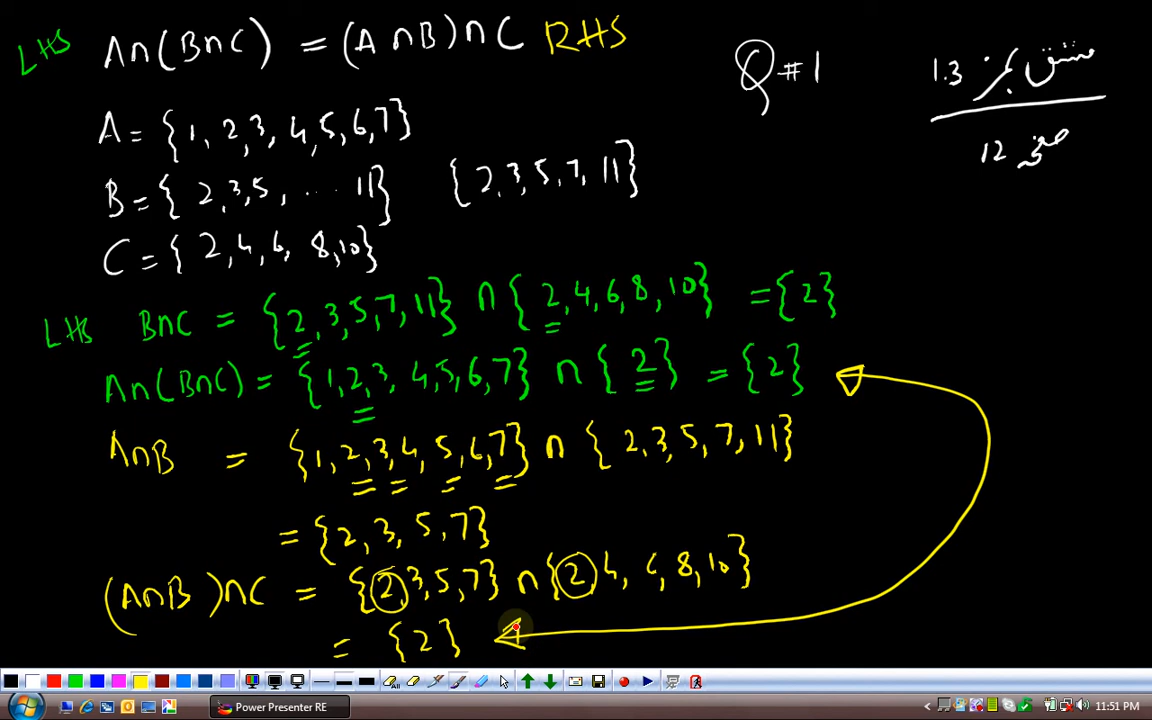 LHS A∩(B∩C) = (A∩B)∩C RHS
Q#1
مشق نمبر 1.3
صفحہ 12
A = {1, 2, 3, 4, 5, 6, 7}
B = { 2, 3, 5, ... 11} {2, 3, 5, 7, 11}
C = { 2, 4, 6, 8, 10}
LHS B∩C = {2, 3, 5, 7, 11} ∩ {2, 4, 6, 8, 10} = {2}
A∩(B∩C) = {1, 2, 3, 4, 5, 6, 7} ∩ {2} = {2}
A∩B = {1, 2, 3, 4, 5, 6, 7} ∩ { 2, 3, 5, 7, 11}
= {2, 3, 5, 7}
(A∩B)∩C = {2, 3, 5, 7} ∩ {2, 4, 6, 8, 10}
= {2}
All
Power Presenter RE
11:51 PM